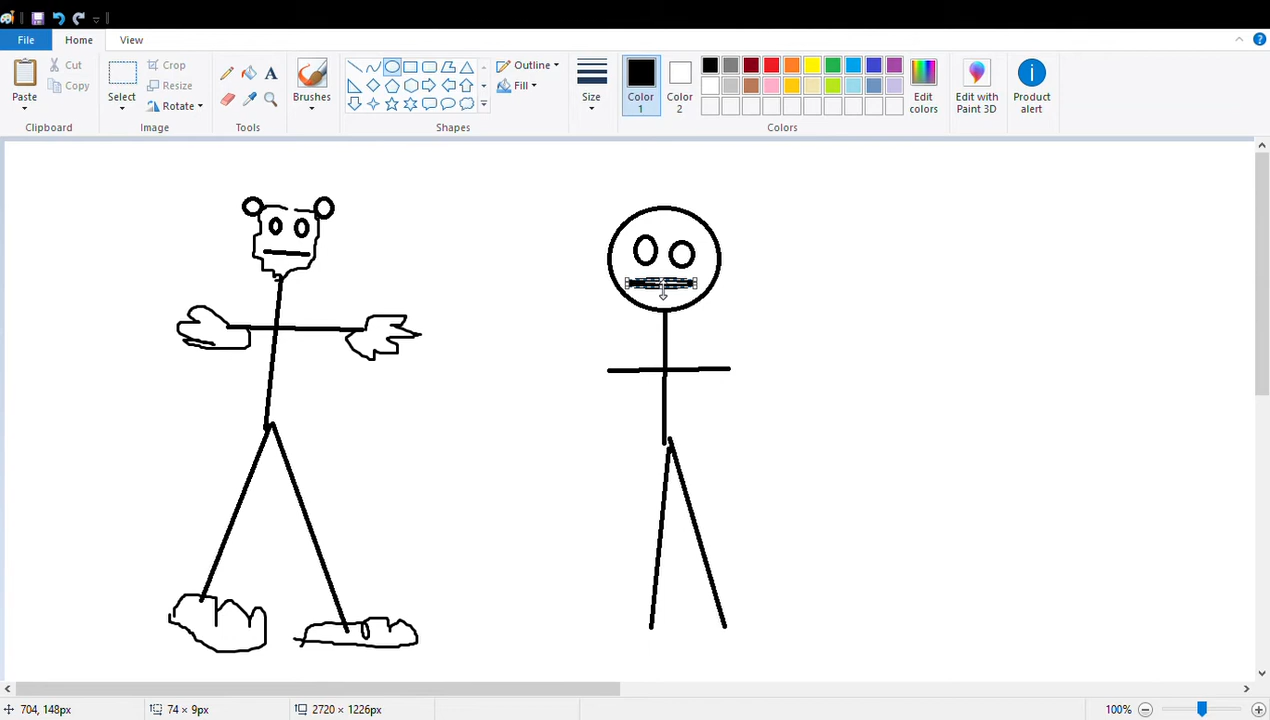 File Home View
Cut Crop Outline Edit with Product
Copy Resize Fill
Paste Select Rotate Brushes Size Color Color Edit Paint 3D alert
1 2 colors
Clipboard Image Tools Shapes Colors
704, 148px 74 × 9px 2720 × 1226px 100%